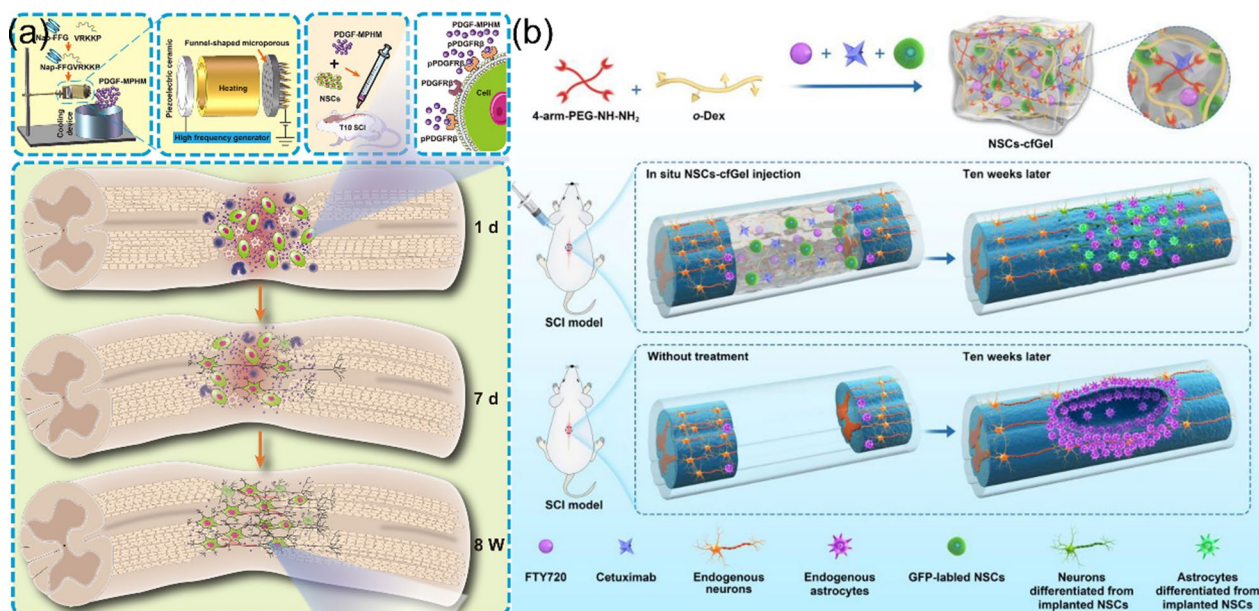 (a)
Nap-FFG
VRKKP
Nap-FFGVRKKP
PDGF-MPHM
Cooling
device
Piezoelectric ceramic
Funnel-shaped microporous
Heating
High frequency generator
PDGF-MPHM
+
NSCs
T10 SCI
PDGF-MPHM
pPDGFRβ
pPDGFRβ
PDGFRβ
pPDGFRβ
Cell
1 d
7 d
8 W
(b)
4-arm-PEG-NH-NH₂
+
o-Dex
+
+
NSCs-cfGel
SCI model
In situ NSCs-cfGel injection
Ten weeks later
SCI model
Without treatment
Ten weeks later
FTY720
Cetuximab
Endogenous
neurons
Endogenous
astrocytes
GFP-labled NSCs
Neurons
differentiated from
implanted NSCs
Astrocytes
differentiated from
implanted NSCs